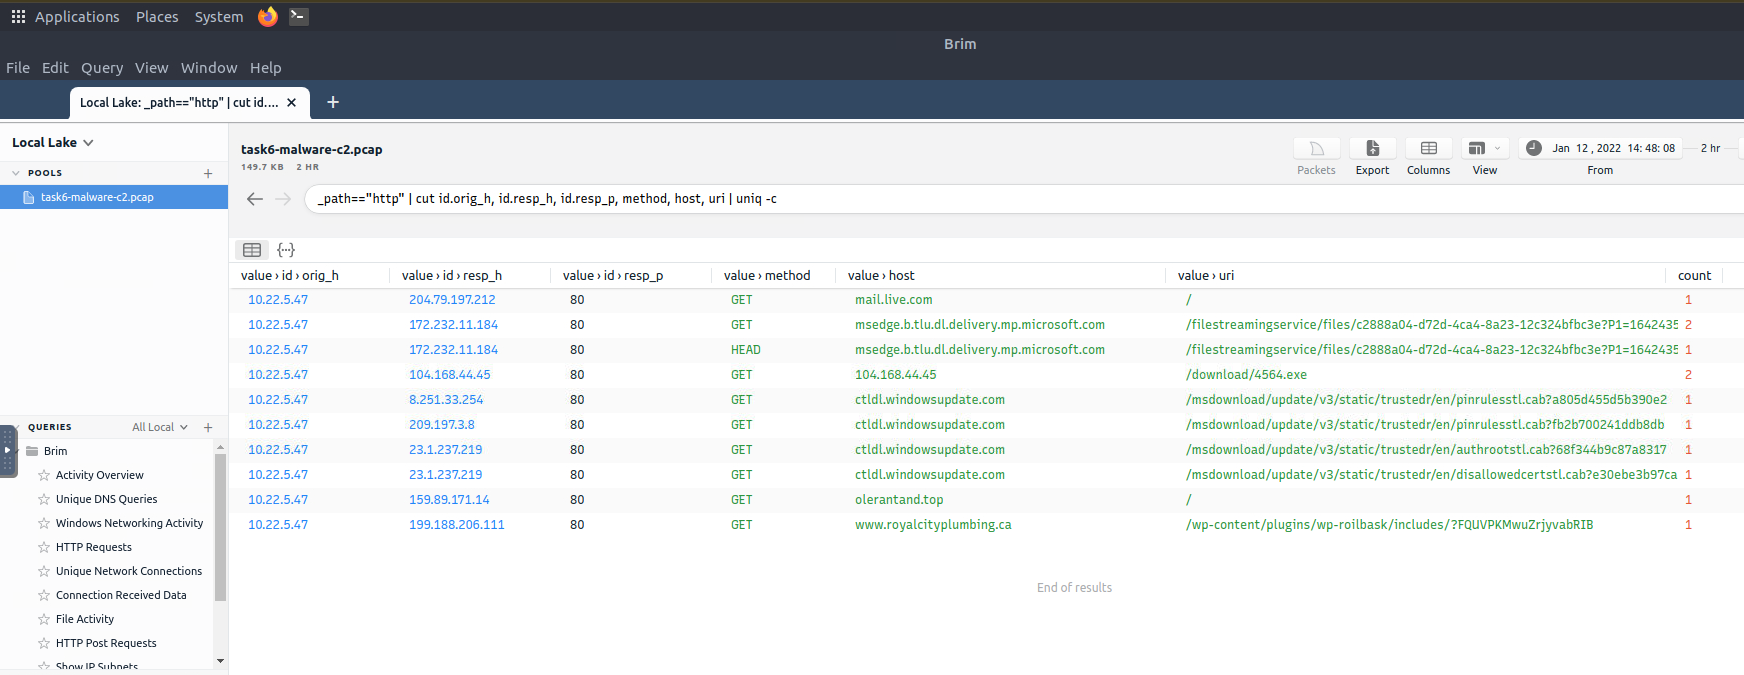 Applications Places System
Brim
File Edit Query View Window Help
Local Lake: _path=="http" | cut id.... ✕ +
Local Lake
POOLS +
task6-malware-c2.pcap
task6-malware-c2.pcap
149.7 KB 2 HR
Packets Export Columns View
Jan 12 , 2022 14: 48: 08 2 hr
From
_path=="http" | cut id.orig_h, id.resp_h, id.resp_p, method, host, uri | uniq -c
value › id › orig_h value › id › resp_h value › id › resp_p value › method value › host value › uri count
10.22.5.47 204.79.197.212 80 GET mail.live.com / 1
10.22.5.47 172.232.11.184 80 GET msedge.b.tlu.dl.delivery.mp.microsoft.com /filestreamingservice/files/c2888a04-d72d-4ca4-8a23-12c324bfbc3e?P1=1642435 2
10.22.5.47 172.232.11.184 80 HEAD msedge.b.tlu.dl.delivery.mp.microsoft.com /filestreamingservice/files/c2888a04-d72d-4ca4-8a23-12c324bfbc3e?P1=1642435 1
10.22.5.47 104.168.44.45 80 GET 104.168.44.45 /download/4564.exe 2
10.22.5.47 8.251.33.254 80 GET ctldl.windowsupdate.com /msdownload/update/v3/static/trustedr/en/pinrulesstl.cab?a805d455d5b390e2 1
10.22.5.47 209.197.3.8 80 GET ctldl.windowsupdate.com /msdownload/update/v3/static/trustedr/en/pinrulesstl.cab?fb2b700241ddb8db 1
10.22.5.47 23.1.237.219 80 GET ctldl.windowsupdate.com /msdownload/update/v3/static/trustedr/en/authrootstl.cab?68f344b9c87a8317 1
10.22.5.47 23.1.237.219 80 GET ctldl.windowsupdate.com /msdownload/update/v3/static/trustedr/en/disallowedcertstl.cab?e30ebe3b97ca 1
10.22.5.47 159.89.171.14 80 GET olerantand.top / 1
10.22.5.47 199.188.206.111 80 GET www.royalcityplumbing.ca /wp-content/plugins/wp-roilbask/includes/?FQUVPKMwuZrjyvabRIB 1
End of results
QUERIES All Local +
Brim
Activity Overview
Unique DNS Queries
Windows Networking Activity
HTTP Requests
Unique Network Connections
Connection Received Data
File Activity
HTTP Post Requests
Show IP Subnets